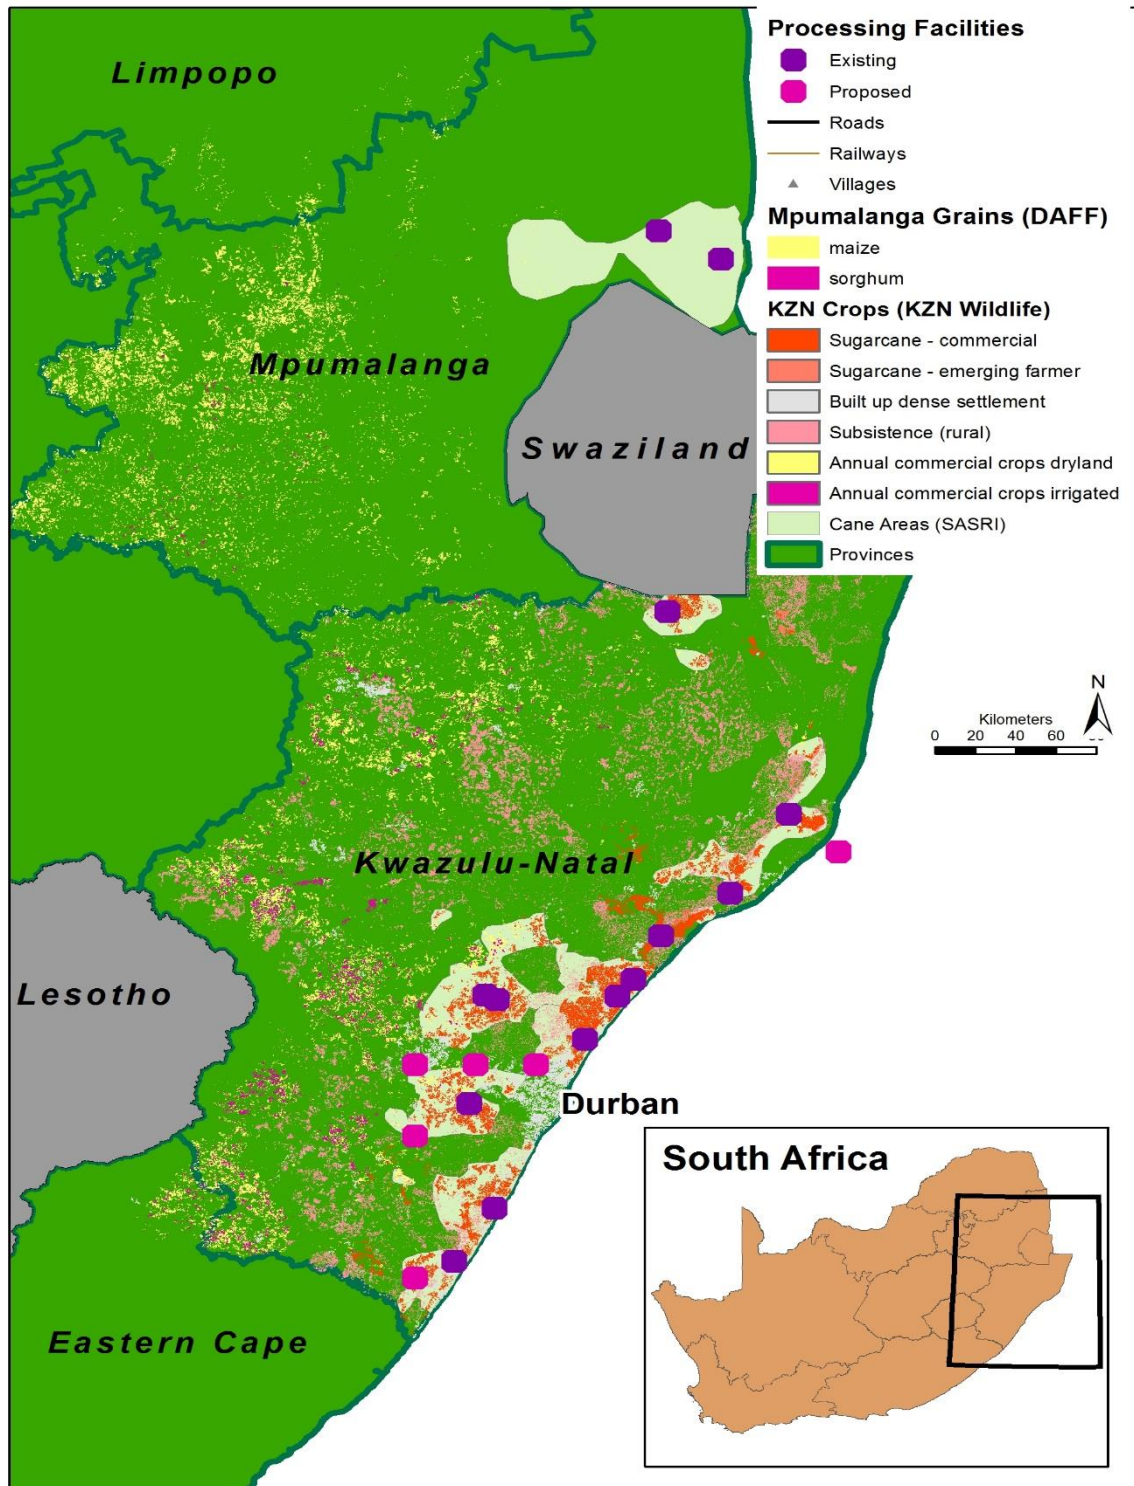 Limpopo
Processing Facilities
Existing
Proposed
Roads
Railways
Villages
Mpumalanga Grains (DAFF)
maize
sorghum
KZN Crops (KZN Wildlife)
Sugarcane - commercial
Sugarcane - emerging farmer
Built up dense settlement
Subsistence (rural)
Annual commercial crops dryland
Annual commercial crops irrigated
Cane Areas (SASRI)
Provinces
Mpumalanga
Swaziland
N
Kilometers
0 20 40 60
Kwazulu-Natal
Lesotho
Durban
South Africa
Eastern Cape